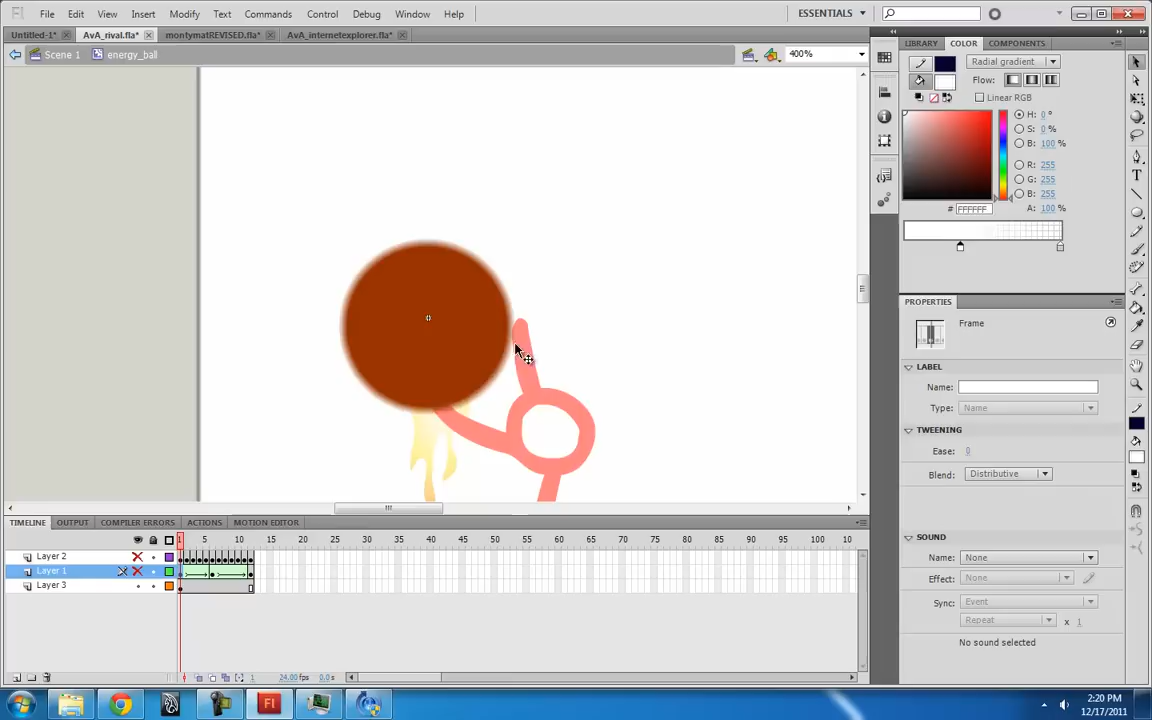 Fl File Edit View Insert Modify Text Commands Control Debug Window Help ESSENTIALS
Untitled-1* AvA_rival.fla* montymatREVISED.fla* AvA_internetexplorer.fla*
Scene 1 energy_ball 400%
LIBRARY COLOR COMPONENTS
Radial gradient
Flow:
Linear RGB
H: 0 °
S: 0 %
B: 100 %
R: 255
G: 255
B: 255
# FFFFFF A: 100 %
PROPERTIES
Frame
LABEL
Name:
Type: Name
TWEENING
Ease: 0
Blend: Distributive
SOUND
Name: None
Effect: None
Sync: Event
Repeat x 1
No sound selected
TIMELINE OUTPUT COMPILER ERRORS ACTIONS MOTION EDITOR
1 5 10 15 20 25 30 35 40 45 50 55 60 65 70 75 80 85 90 95 100 10
Layer 2
Layer 1
Layer 3
1 24.00 fps 0.0 s
Fl
2:20 PM
12/17/2011